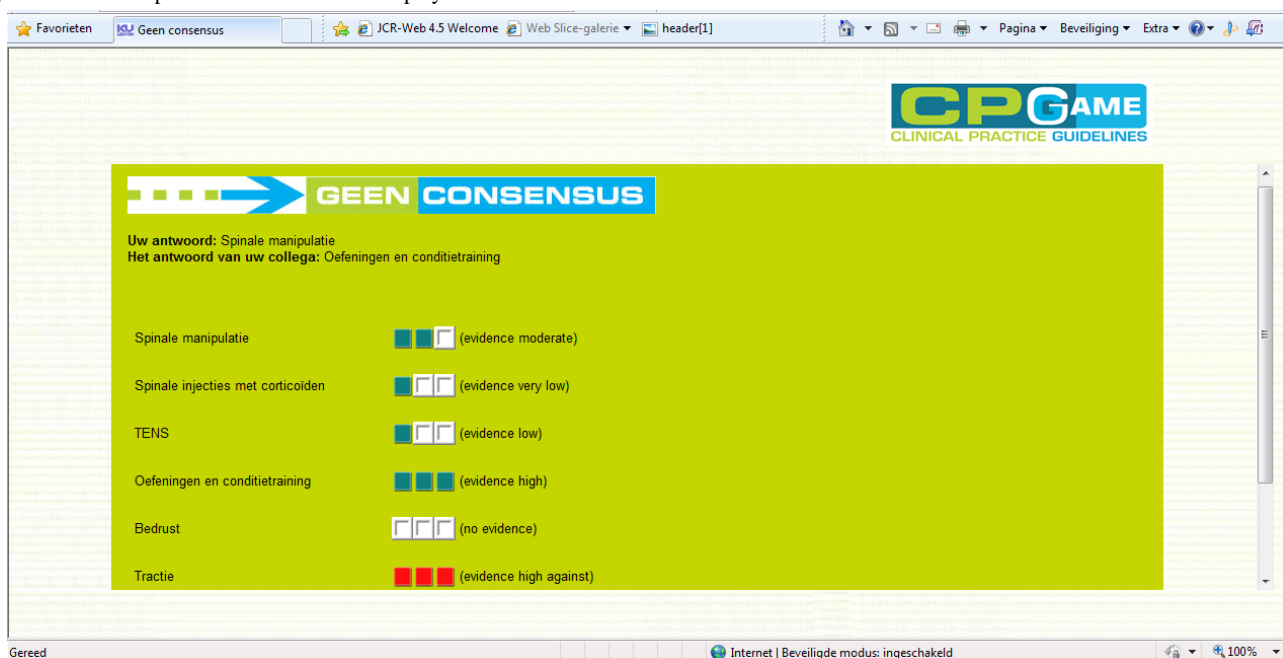 Favorieten
Geen consensus
JCR-Web 4.5 Welcome
Web Slice-galerie
header[1]
Pagina
Beveiliging
Extra
CPGAME
CLINICAL PRACTICE GUIDELINES
GEEN CONSENSUS
Uw antwoord: Spinale manipulatie
Het antwoord van uw collega: Oefeningen en conditietraining
Spinale manipulatie (evidence moderate)
Spinale injecties met corticoïden (evidence very low)
TENS (evidence low)
Oefeningen en conditietraining (evidence high)
Bedrust (no evidence)
Tractie (evidence high against)
Gereed
Internet | Beveiligde modus: ingeschakeld
100%